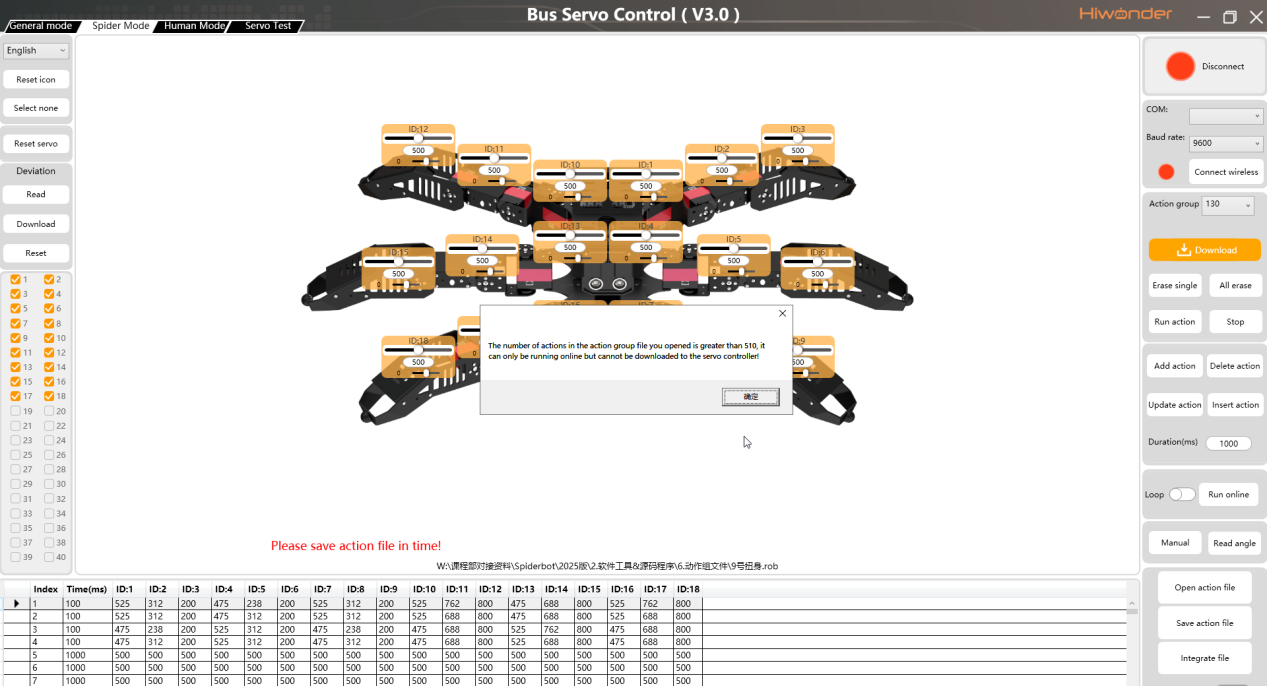 Bus Servo Control ( V3.0 )
Hiwonder
General mode
Spider Mode
Human Mode
Servo Test
English
Reset icon
Select none
Reset servo
Deviation
Read
Download
Reset
1 2
3 4
5 6
7 8
9 10
11 12
13 14
15 16
17 18
19 20
21 22
23 24
25 26
27 28
29 30
31 32
33 34
35 36
37 38
39 40
ID:12
500
0
ID:11
500
0
ID:10
500
0
ID:1
500
0
ID:2
500
0
ID:3
500
0
ID:13
500
0
ID:4
500
0
ID:15
500
0
ID:14
500
0
ID:5
500
0
ID:6
500
0
ID:18
500
0
The number of actions in the action group file you opened is greater than 510, it
can only be running online but cannot be downloaded to the servo controller!
确定
Please save action file in time!
W:\课程部对接资料\Spiderbot\2025版\2.软件工具&源码程序\6.动作组文件\9号扭身.rob
Disconnect
COM:
Baud rate: 9600
Connect wireless
Action group 130
Download
Erase single
All erase
Run action
Stop
Add action
Delete action
Update action
Insert action
Duration(ms) 1000
Loop
Run online
Manual
Read angle
Open action file
Save action file
Integrate file
Index Time(ms) ID:1 ID:2 ID:3 ID:4 ID:5 ID:6 ID:7 ID:8 ID:9 ID:10 ID:11 ID:12 ID:13 ID:14 ID:15 ID:16 ID:17 ID:18
1 100 525 312 200 475 238 200 525 312 200 525 762 800 475 688 800 525 762 800
2 100 525 312 200 475 312 200 525 312 200 525 688 800 475 688 800 525 688 800
3 100 475 238 200 525 312 200 475 238 200 475 688 800 525 762 800 475 688 800
4 100 475 312 200 525 312 200 475 312 200 475 688 800 525 688 800 475 688 800
5 1000 500 500 500 500 500 500 500 500 500 500 500 500 500 500 500 500 500 500
6 1000 500 500 500 500 500 500 500 500 500 500 500 500 500 500 500 500 500 500
7 1000 500 500 500 500 500 500 500 500 500 500 500 500 500 500 500 500 500 500